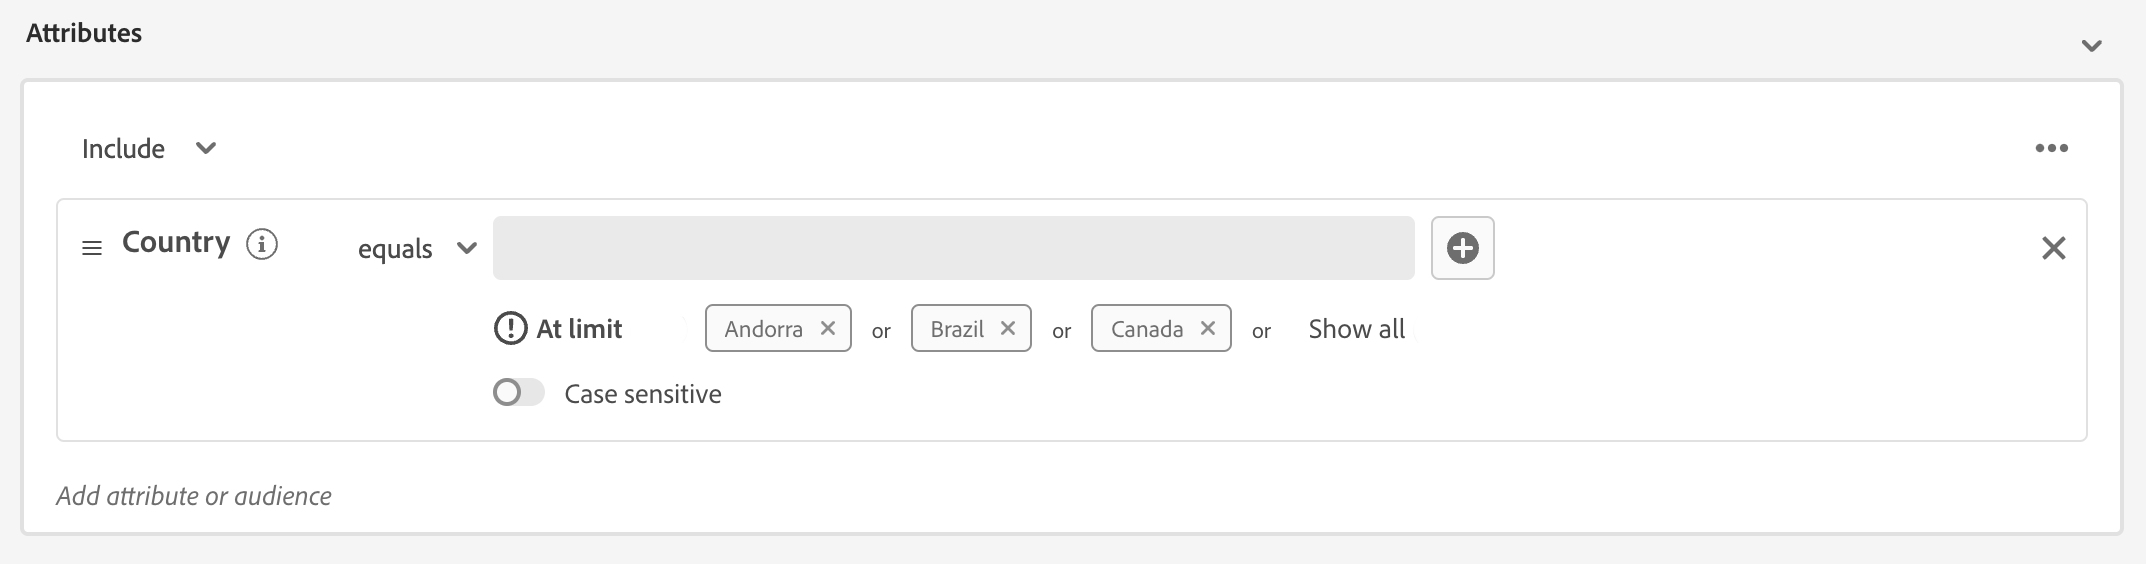 Attributes
Include
Country equals
At limit Andorra or Brazil or Canada or Show all
Case sensitive
Add attribute or audience